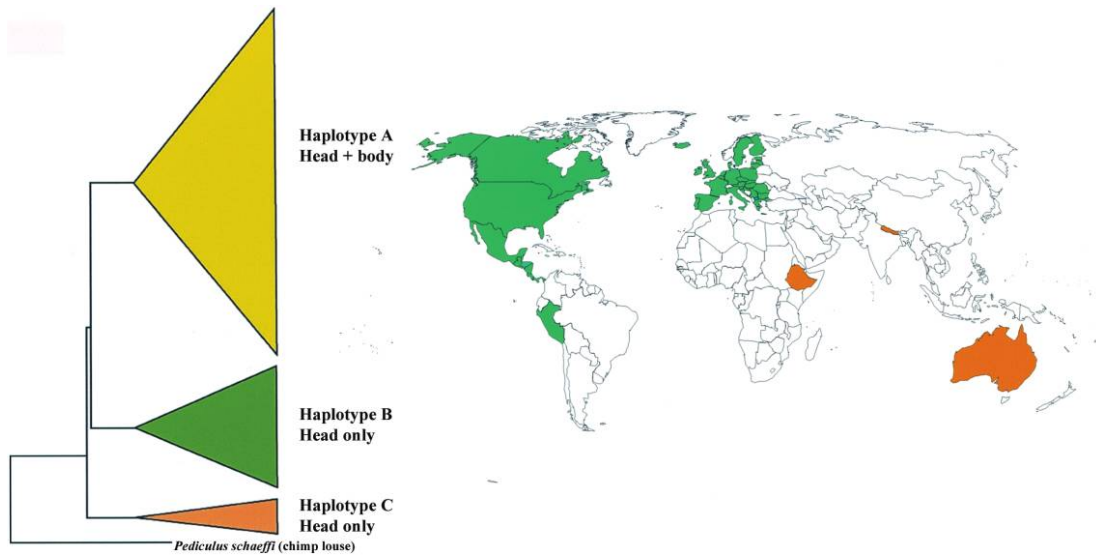 Haplotype A
Head + body
Haplotype B
Head only
Haplotype C
Head only
Pediculus schaeffi (chimp louse)